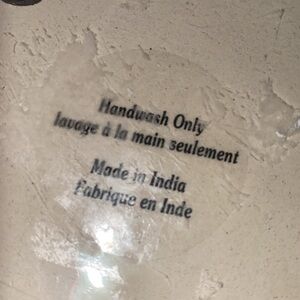 Handwash Only
lavage à la main seulement
Made in India
Fabrique en Inde